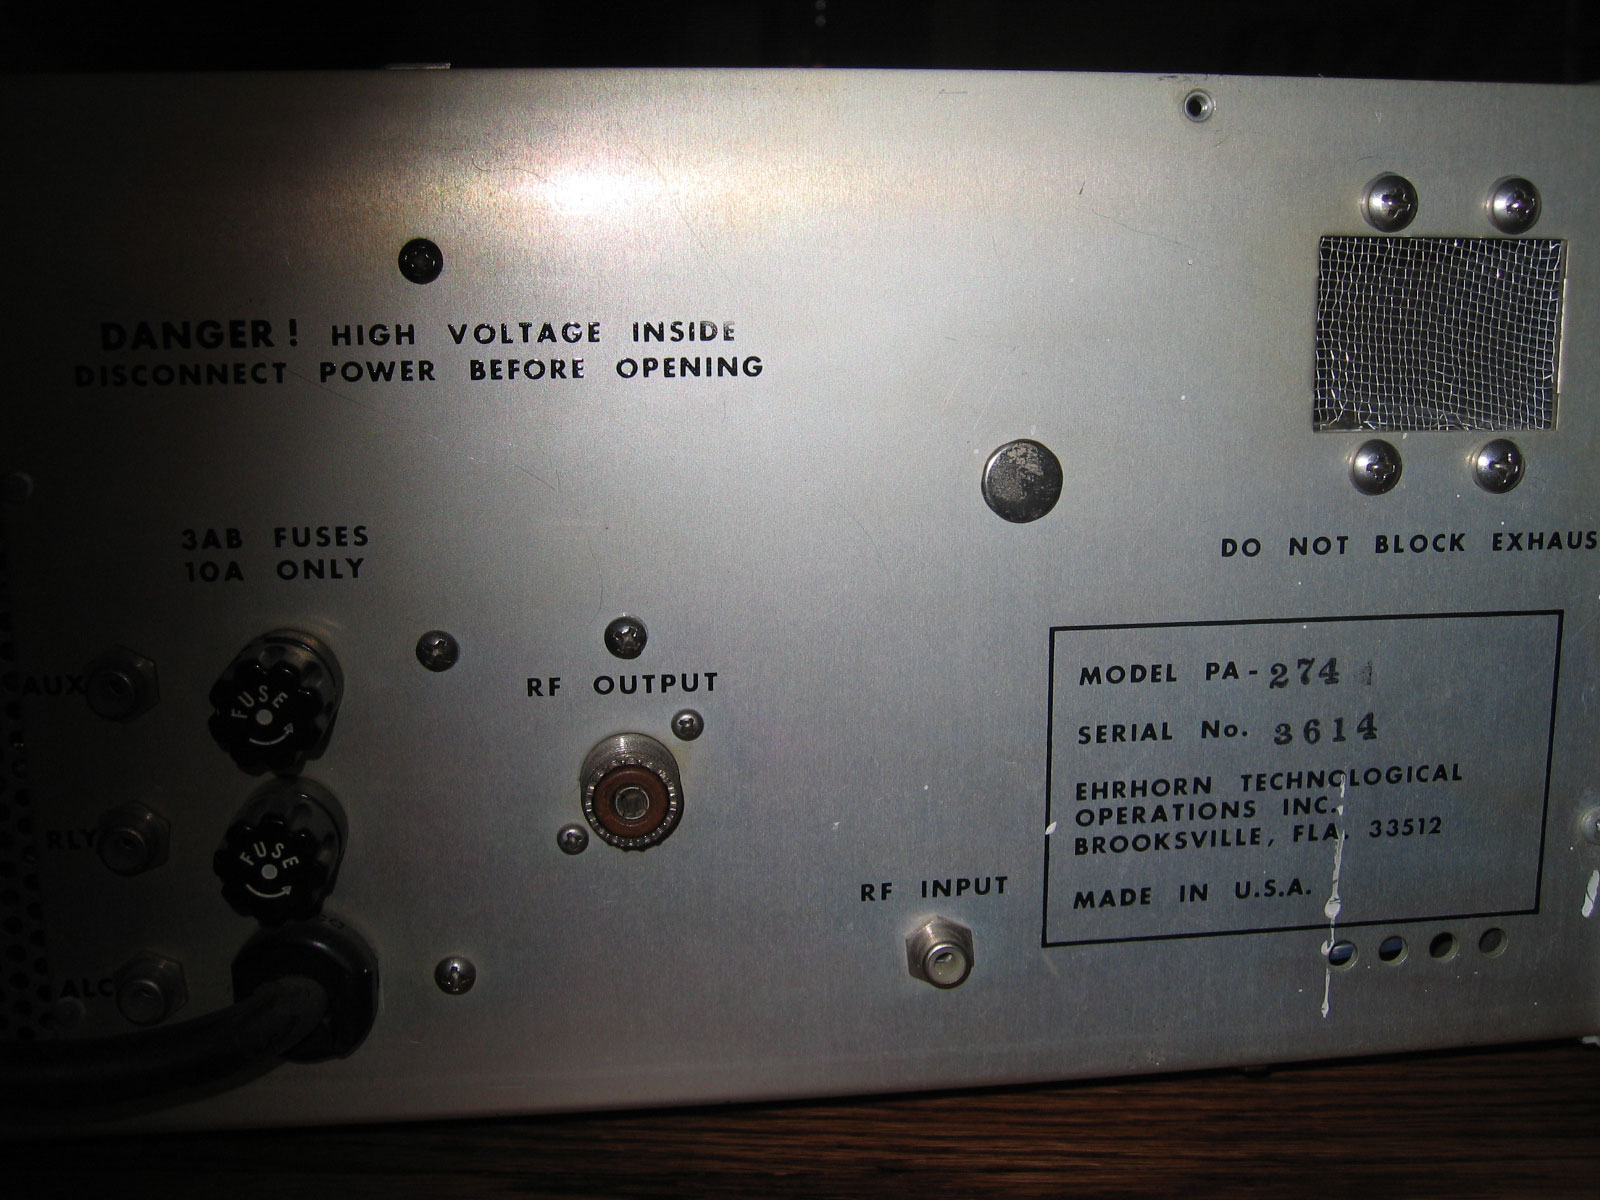 DANGER! HIGH VOLTAGE INSIDE
DISCONNECT POWER BEFORE OPENING
3AB FUSES
10A ONLY
AUX
FUSE
RLY
FUSE
ALC
RF OUTPUT
RF INPUT
DO NOT BLOCK EXHAUS
MODEL PA-274
SERIAL No. 3614
EHRHORN TECHNOLOGICAL
OPERATIONS INC.
BROOKSVILLE, FLA. 33512
MADE IN U.S.A.